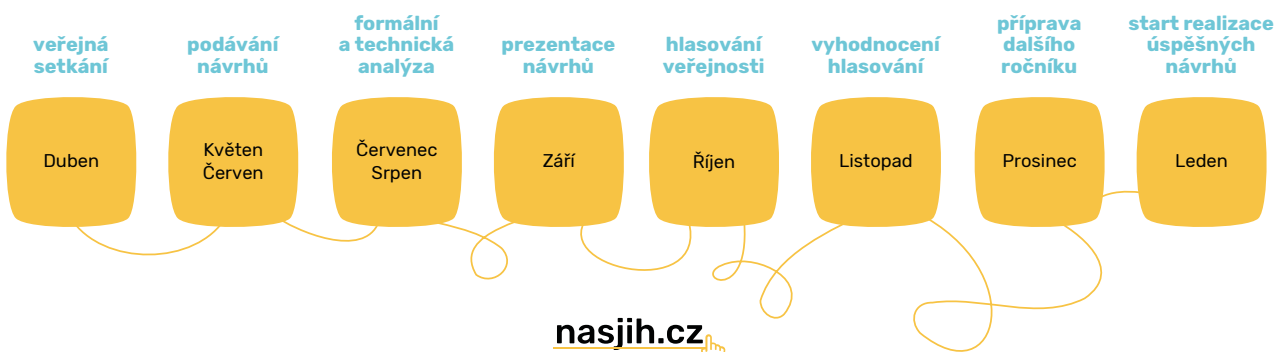 veřejná
setkání
podávání
návrhů
formální
a technická
analýza
prezentace
návrhů
hlasování
veřejnosti
vyhodnocení
hlasování
příprava
dalšího
ročníku
start realizace
úspěšných
návrhů
Duben
Květen
Červen
Červenec
Srpen
Září
Říjen
Listopad
Prosinec
Leden
nasjih.cz